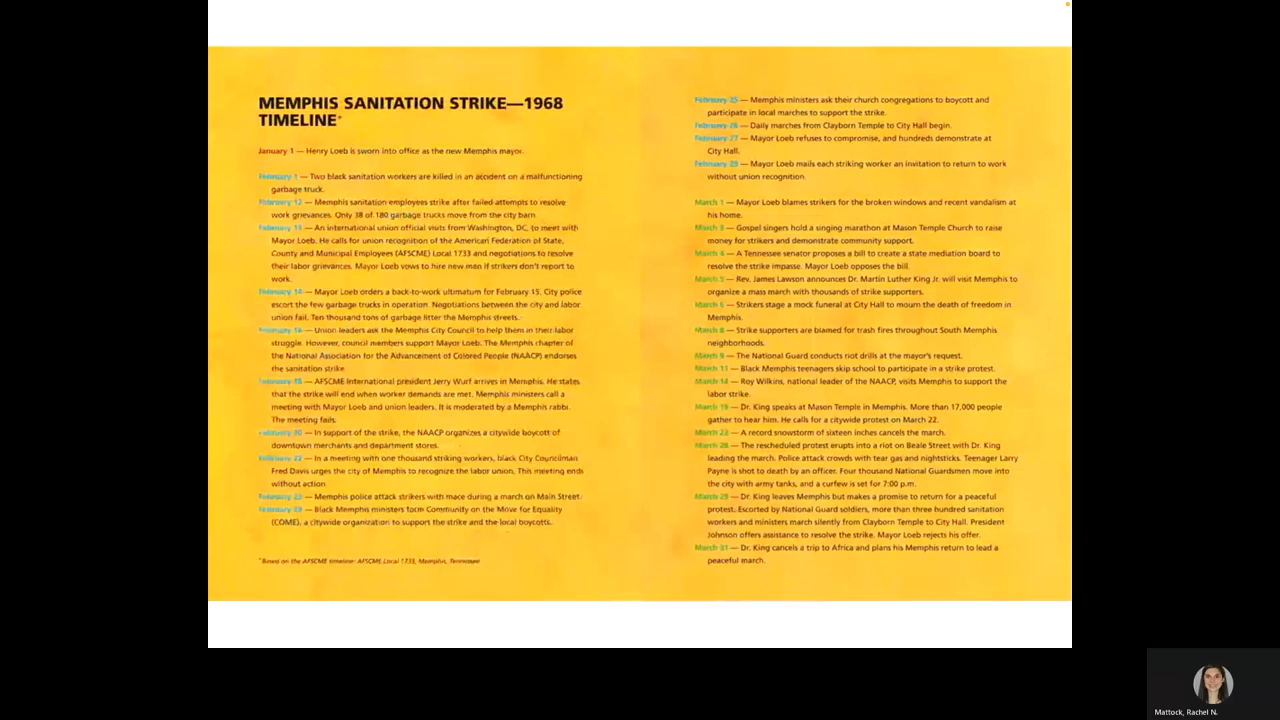 MEMPHIS SANITATION STRIKE—1968
TIMELINE*
January 1 — Henry Loeb is sworn into office as the new Memphis mayor.
February 1 — Two black sanitation workers are killed in an accident on a malfunctioning
garbage truck.
February 12 — Memphis sanitation employees strike after failed attempts to resolve
work grievances. Only 38 of 180 garbage trucks move from the city barn.
February 13 — An international union official visits from Washington, DC, to meet with
Mayor Loeb. He calls for union recognition of the American Federation of State,
County and Municipal Employees (AFSCME) Local 1733 and negotiations to resolve
their labor grievances. Mayor Loeb vows to hire new men if strikers don't report to
work.
February 14 — Mayor Loeb orders a back-to-work ultimatum for February 15. City police
escort the few garbage trucks in operation. Negotiations between the city and labor
union fail. Ten thousand tons of garbage litter the Memphis streets.
February 16 — Union leaders ask the Memphis City Council to help them in their labor
struggle. However, council members support Mayor Loeb. The Memphis chapter of
the National Association for the Advancement of Colored People (NAACP) endorses
the sanitation strike.
February 18 — AFSCME International president Jerry Wurf arrives in Memphis. He states
that the strike will end when worker demands are met. Memphis ministers call a
meeting with Mayor Loeb and union leaders. It is moderated by a Memphis rabbi.
The meeting fails.
February 20 — In support of the strike, the NAACP organizes a citywide boycott of
downtown merchants and department stores.
February 22 — In a meeting with one thousand striking workers, black City Councilman
Fred Davis urges the city of Memphis to recognize the labor union. This meeting ends
without action.
February 23 — Memphis police attack strikers with mace during a march on Main Street.
February — Black Memphis ministers form Community on the Move for Equality
(COME), a citywide organization to support the strike and the local boycotts.
*Based on the AFSCME timeline: AFSCME Local 1733, Memphis, Tennessee
February 25 — Memphis ministers ask their church congregations to boycott and
participate in local marches to support the strike.
February 26 — Daily marches from Clayborn Temple to City Hall begin.
February 27 — Mayor Loeb refuses to compromise, and hundreds demonstrate at
City Hall.
February 29 — Mayor Loeb mails each striking worker an invitation to return to work
without union recognition.
March 1 — Mayor Loeb blames strikers for the broken windows and recent vandalism at
his home.
March 3 — Gospel singers hold a singing marathon at Mason Temple Church to raise
money for strikers and demonstrate community support.
March 4 — A Tennessee senator proposes a bill to create a state mediation board to
resolve the strike impasse. Mayor Loeb opposes the bill.
March 5 — Rev. James Lawson announces Dr. Martin Luther King Jr. will visit Memphis to
organize a mass march with thousands of strike supporters.
March 6 — Strikers stage a mock funeral at City Hall to mourn the death of freedom in
Memphis.
March 8 — Strike supporters are blamed for trash fires throughout South Memphis
neighborhoods.
March 9 — The National Guard conducts riot drills at the mayor's request.
March 11 — Black Memphis teenagers skip school to participate in a strike protest.
March 14 — Roy Wilkins, national leader of the NAACP, visits Memphis to support the
labor strike.
March 18 — Dr. King speaks at Mason Temple in Memphis. More than 17,000 people
gather to hear him. He calls for a citywide protest on March 22.
March 22 — A record snowstorm of sixteen inches cancels the march.
March 28 — The rescheduled protest erupts into a riot on Beale Street with Dr. King
leading the march. Police attack crowds with tear gas and nightsticks. Teenager Larry
Payne is shot to death by an officer. Four thousand National Guardsmen move into
the city with army tanks, and a curfew is set for 7:00 p.m.
March 29 — Dr. King leaves Memphis but makes a promise to return for a peaceful
protest. Escorted by National Guard soldiers, more than three hundred sanitation
workers and ministers march silently from Clayborn Temple to City Hall. President
Johnson offers assistance to resolve the strike. Mayor Loeb rejects his offer.
March 31 — Dr. King cancels a trip to Africa and plans his Memphis return to lead a
peaceful march.
Mattock, Rachel N.